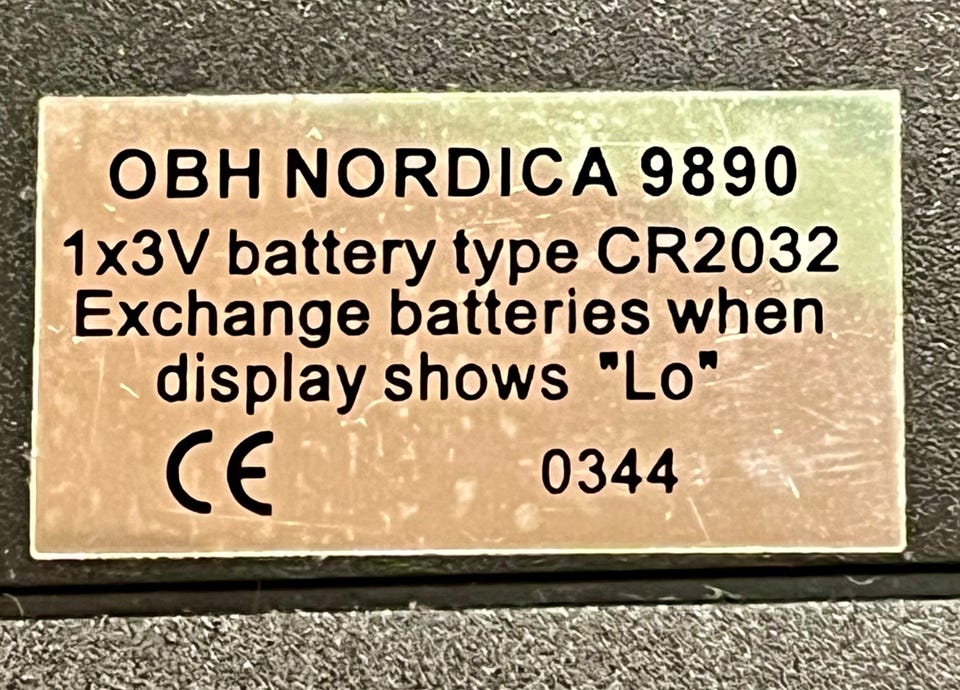 OBH NORDICA 9890
1x3V battery type CR2032
Exchange batteries when
display shows "Lo"
CE 0344